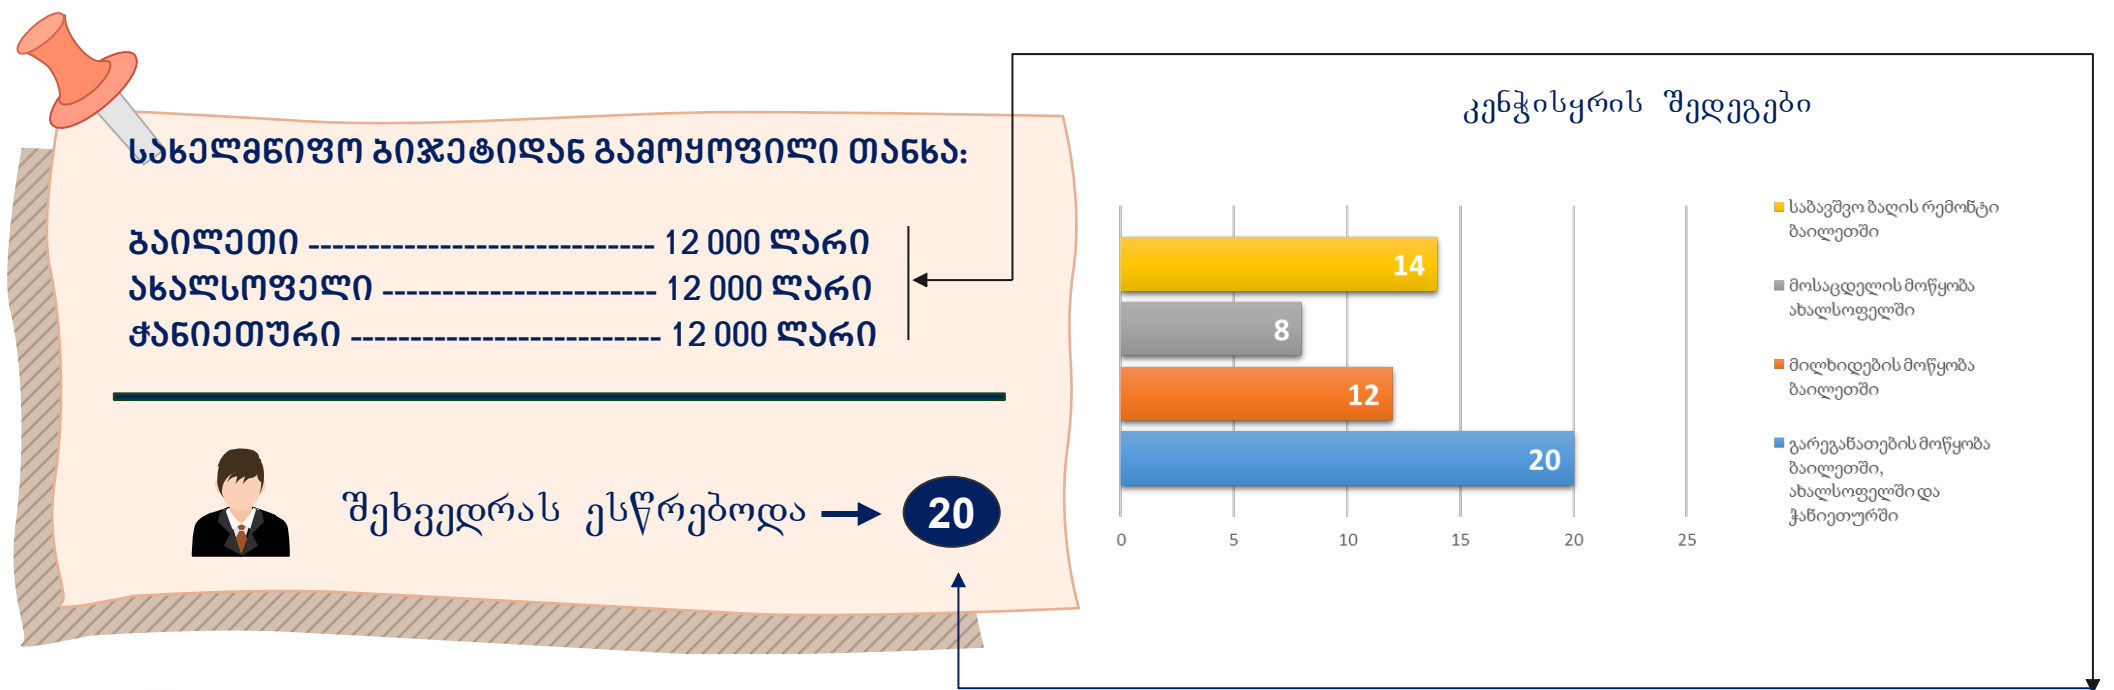 სახელმწიფო ბიჯეტიდან გამოყოფილი თანხა:
ბაილეთი ----------------------------- 12 000 ლარი
ახალსოფელი ----------------------- 12 000 ლარი
ჭანიეთური -------------------------- 12 000 ლარი
შეხვედრას ესწრებოდა
20
კენჭისყრის შედეგები
14
8
12
20
0 5 10 15 20 25
საბავშვო ბაღის რემონტი
ბაილეთში
მოსაცდელის მოწყობა
ახალსოფელში
მილხიდების მოწყობა
ბაილეთში
გარეგანათების მოწყობა
ბაილეთში,
ახალსოფელში და
ჭანიეთურში